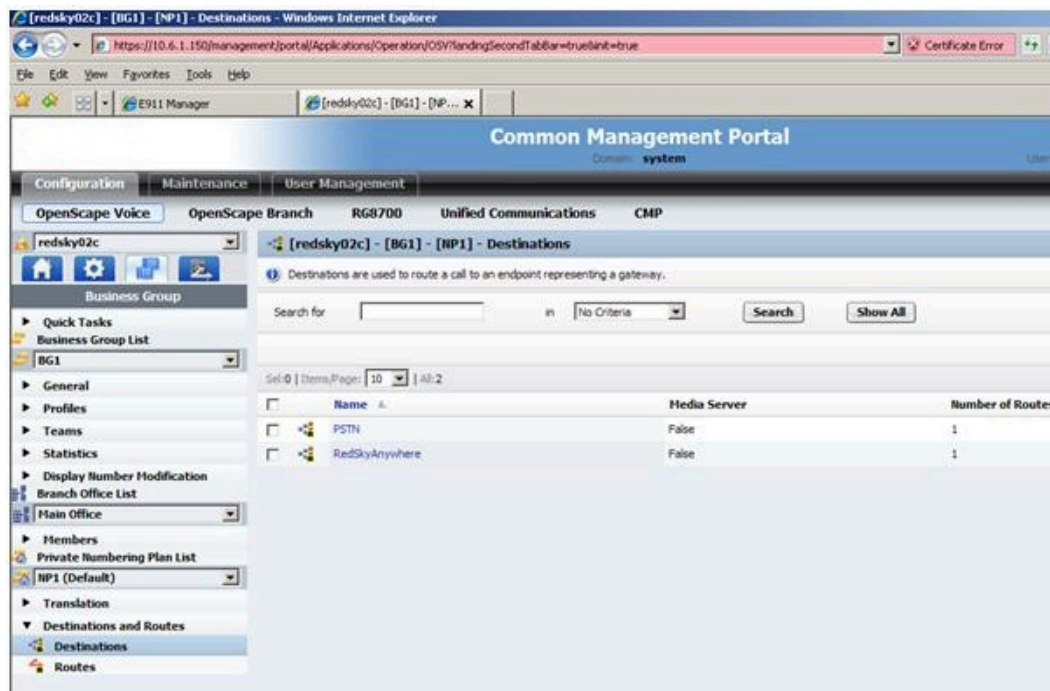 [redsky02c] - [BG1] - [NP1] - Destinations - Windows Internet Explorer
https://10.6.1.150/management/portal/Applications/Operation/OSV?landingSecondTabBar=true&init=true
Certificate Error
File Edit View Favorites Tools Help
E911 Manager
[redsky02c] - [BG1] - [NP...
Common Management Portal
Domain: system
User
Configuration Maintenance User Management
OpenScape Voice OpenScape Branch RG8700 Unified Communications CMP
redsky02c
[redsky02c] - [BG1] - [NP1] - Destinations
Destinations are used to route a call to an endpoint representing a gateway.
Business Group
Search for in No Criteria Search Show All
Quick Tasks
Business Group List
BG1
Sel:0 | Items/Page: 10 | All:2
General
Name Media Server Number of Routes
Profiles
PSTN False 1
Teams
RedSkyAnywhere False 1
Statistics
Display Number Modification
Branch Office List
Main Office
Members
Private Numbering Plan List
NP1 (Default)
Translation
Destinations and Routes
Destinations
Routes